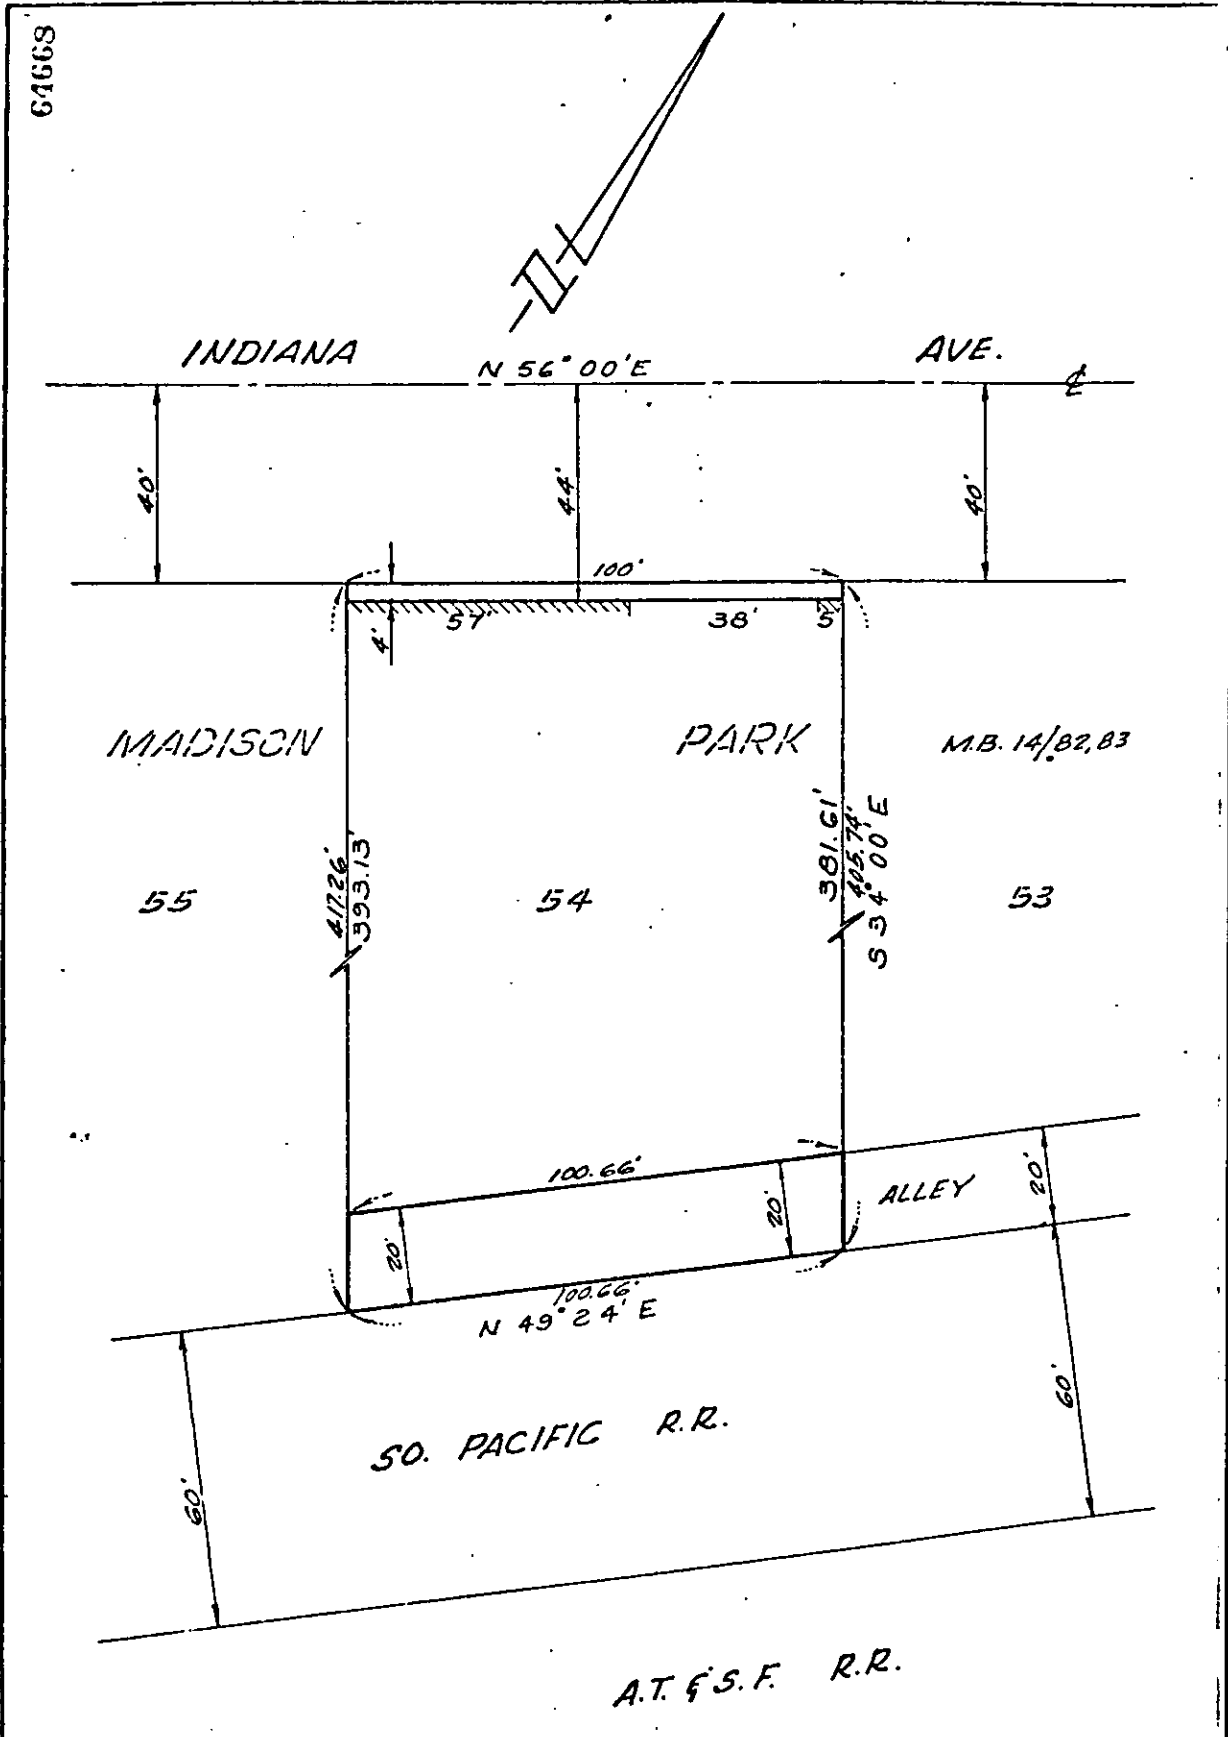 64668
INDIANA AVE.
N 56° 00' E
℄
40'
44'
40'
100'
57' 38' 5'
4'
MADISON PARK M.B. 14/82,83
417.26'
393.13'
381.61'
405.74'
S 34° 00' E
55 54 53
100.66'
20'
20'
ALLEY
20'
100.66'
N 49° 24' E
60'
60'
SO. PACIFIC R.R.
A.T. & S.F. R.R.